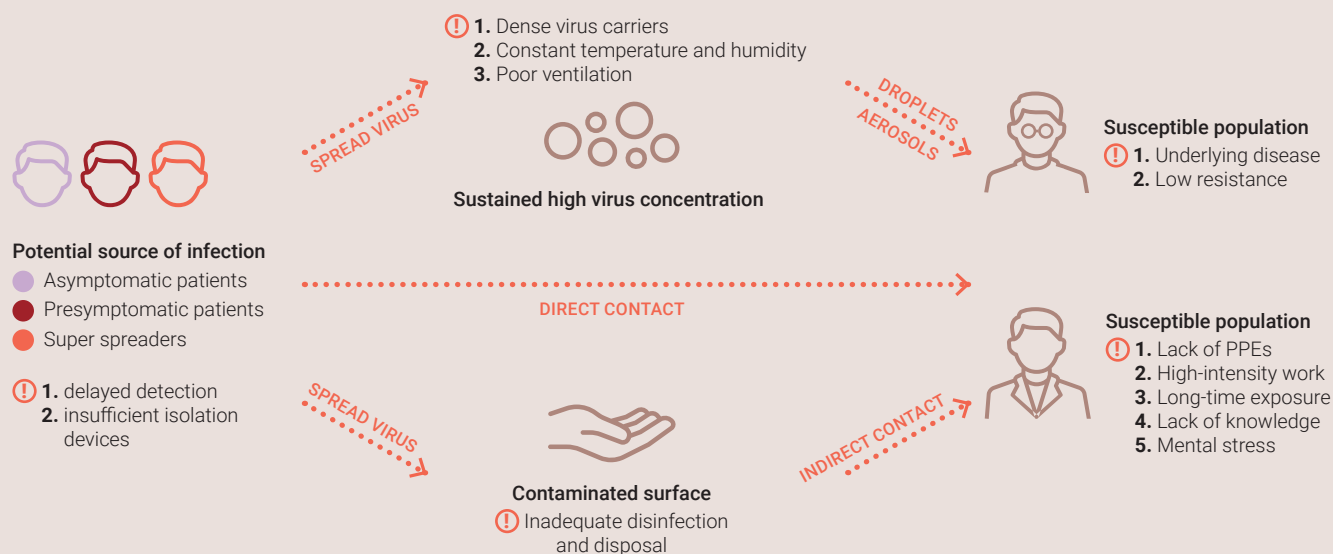 1. Dense virus carriers
2. Constant temperature and humidity
3. Poor ventilation
SPREAD VIRUS
DROPLETS
AEROSOLS
Sustained high virus concentration
Susceptible population
1. Underlying disease
2. Low resistance
Potential source of infection
Asymptomatic patients
Presymptomatic patients
Super spreaders
1. delayed detection
2. insufficient isolation
devices
DIRECT CONTACT
Susceptible population
1. Lack of PPEs
2. High-intensity work
3. Long-time exposure
4. Lack of knowledge
5. Mental stress
SPREAD VIRUS
INDIRECT CONTACT
Contaminated surface
Inadequate disinfection
and disposal